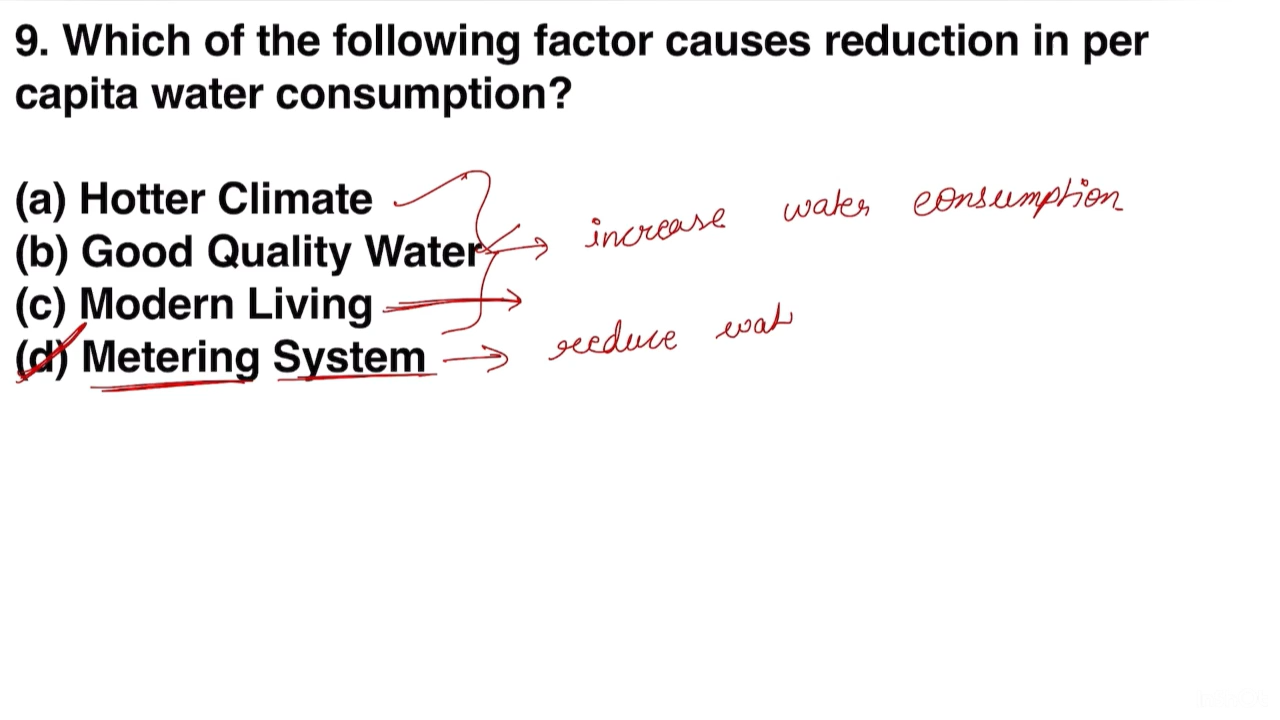 9. Which of the following factor causes reduction in per
capita water consumption?
(a) Hotter Climate
(b) Good Quality Water
increase water consumption
(c) Modern Living
(d) Metering System
reduce wat